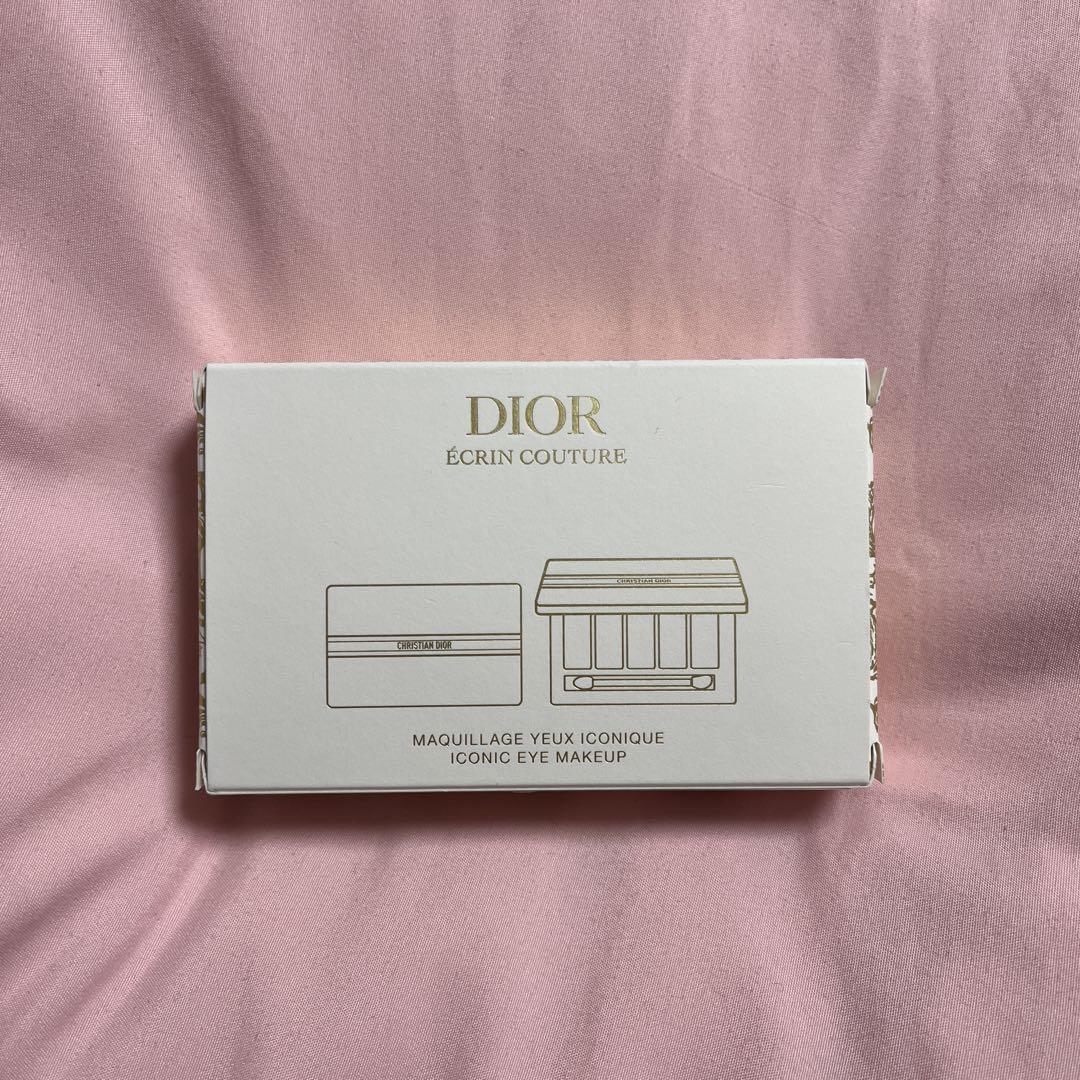 DIOR
ÉCRIN COUTURE
CHRISTIAN DIOR
CHRISTIAN DIOR
MAQUILLAGE YEUX ICONIQUE
ICONIC EYE MAKEUP